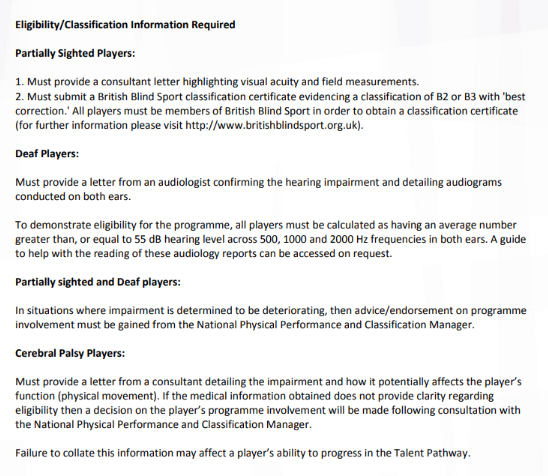 Eligibility/Classification Information Required
Partially Sighted Players:
1. Must provide a consultant letter highlighting visual acuity and field measurements.
2. Must submit a British Blind Sport classification certificate evidencing a classification of B2 or B3 with 'best
correction.' All players must be members of British Blind Sport in order to obtain a classification certificate
(for further information please visit http://www.britishblindsport.org.uk).
Deaf Players:
Must provide a letter from an audiologist confirming the hearing impairment and detailing audiograms
conducted on both ears.
To demonstrate eligibility for the programme, all players must be calculated as having an average number
greater than, or equal to 55 dB hearing level across 500, 1000 and 2000 Hz frequencies in both ears. A guide
to help with the reading of these audiology reports can be accessed on request.
Partially sighted and Deaf players:
In situations where impairment is determined to be deteriorating, then advice/endorsement on programme
involvement must be gained from the National Physical Performance and Classification Manager.
Cerebral Palsy Players:
Must provide a letter from a consultant detailing the impairment and how it potentially affects the player's
function (physical movement). If the medical information obtained does not provide clarity regarding
eligibility then a decision on the player's programme involvement will be made following consultation with
the National Physical Performance and Classification Manager.
Failure to collate this information may affect a player's ability to progress in the Talent Pathway.